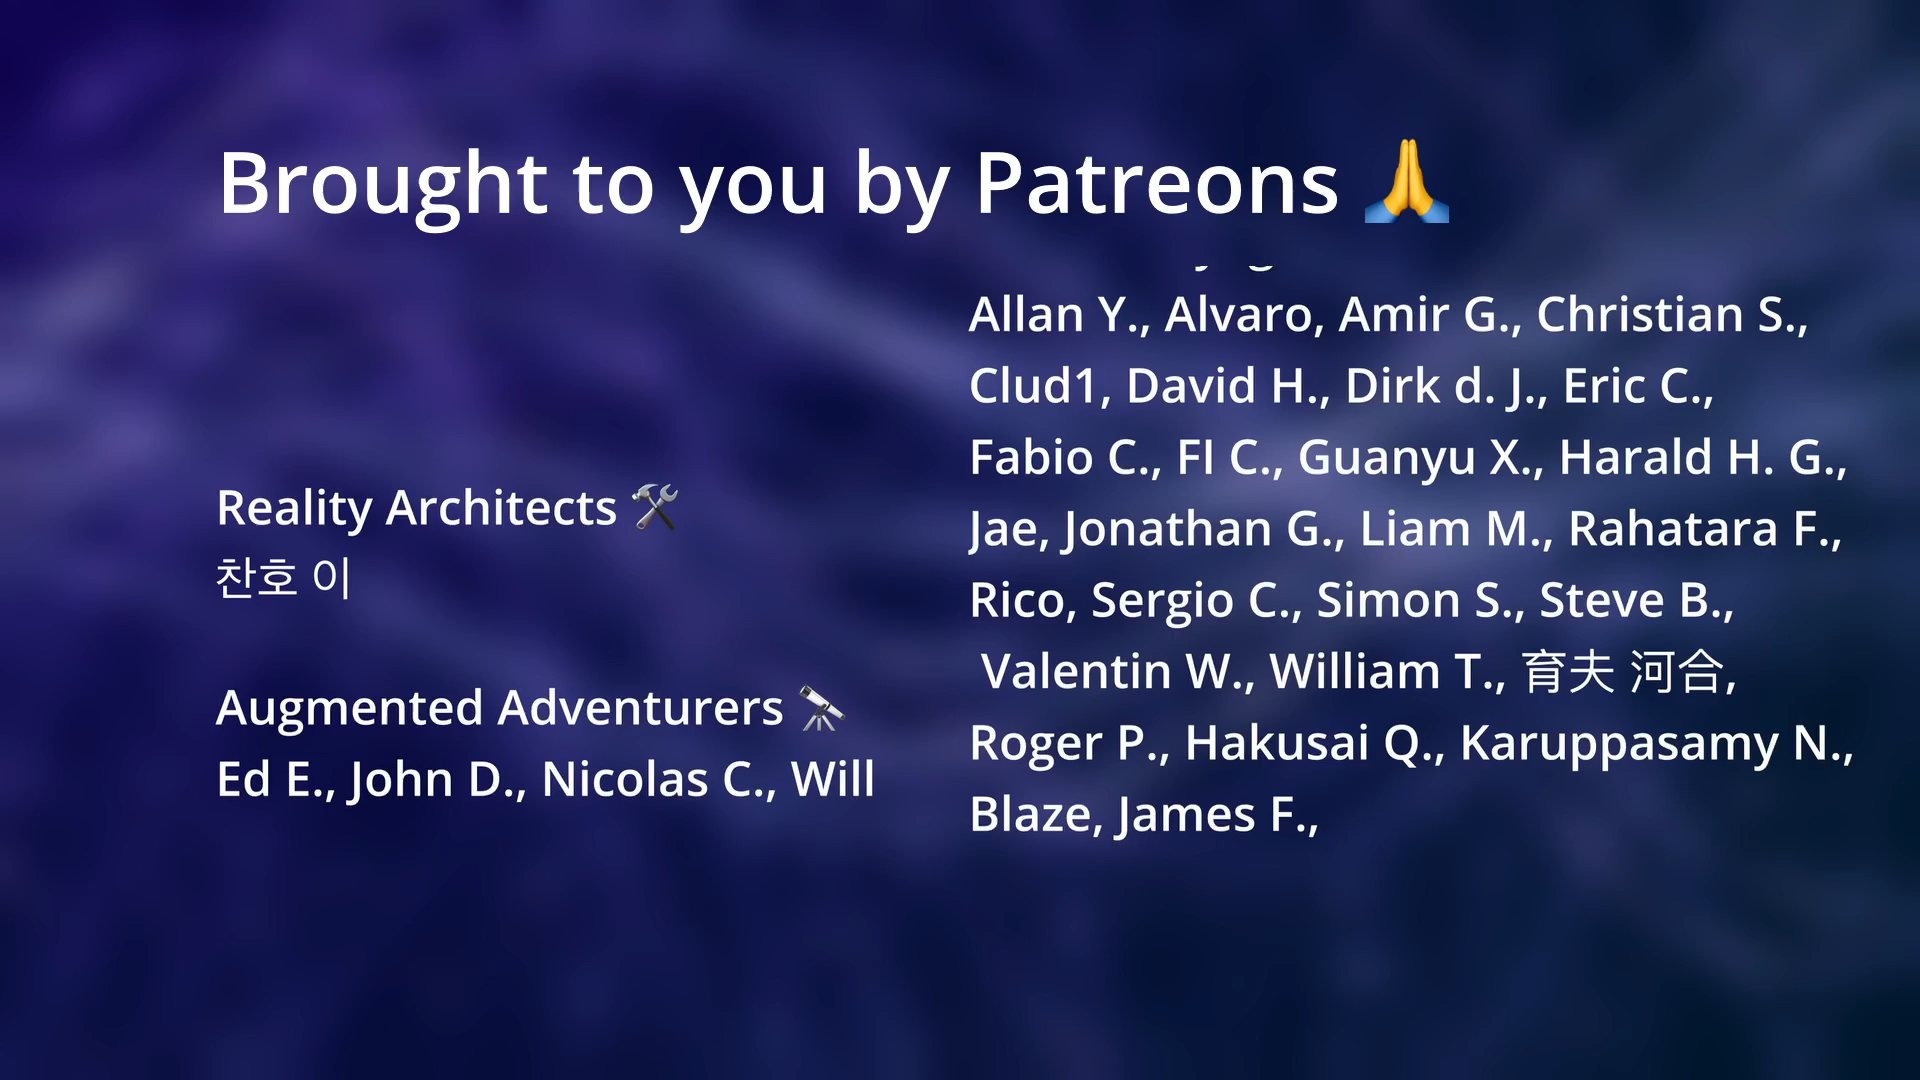 Brought to you by Patreons 🙏
Reality Architects 🛠
찬호 이
Augmented Adventurers 🔭
Ed E., John D., Nicolas C., Will
Allan Y., Alvaro, Amir G., Christian S.,
Clud1, David H., Dirk d. J., Eric C.,
Fabio C., FI C., Guanyu X., Harald H. G.,
Jae, Jonathan G., Liam M., Rahatara F.,
Rico, Sergio C., Simon S., Steve B.,
Valentin W., William T., 育夫 河合,
Roger P., Hakusai Q., Karuppasamy N.,
Blaze, James F.,